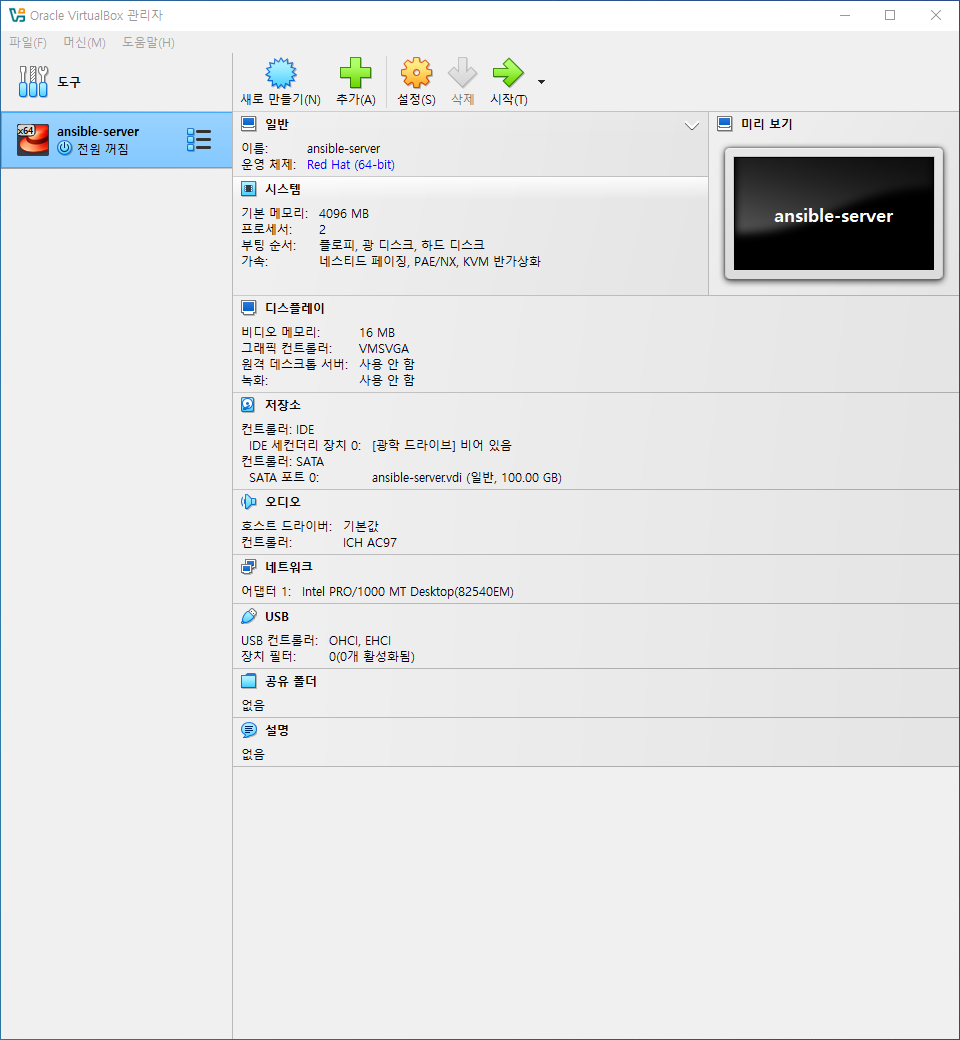 Oracle VirtualBox 관리자
파일(F) 머신(M) 도움말(H)
도구
새로 만들기(N) 추가(A) 설정(S) 삭제 시작(T)
x64
ansible-server
전원 꺼짐
일반
이름: ansible-server
운영 체제: Red Hat (64-bit)
미리 보기
ansible-server
시스템
기본 메모리: 4096 MB
프로세서: 2
부팅 순서: 플로피, 광 디스크, 하드 디스크
가속: 네스티드 페이징, PAE/NX, KVM 반가상화
디스플레이
비디오 메모리: 16 MB
그래픽 컨트롤러: VMSVGA
원격 데스크톱 서버: 사용 안 함
녹화: 사용 안 함
저장소
컨트롤러: IDE
IDE 세컨더리 장치 0: [광학 드라이브] 비어 있음
컨트롤러: SATA
SATA 포트 0: ansible-server.vdi (일반, 100.00 GB)
오디오
호스트 드라이버: 기본값
컨트롤러: ICH AC97
네트워크
어댑터 1: Intel PRO/1000 MT Desktop(82540EM)
USB
USB 컨트롤러: OHCI, EHCI
장치 필터: 0(0개 활성화됨)
공유 폴더
없음
설명
없음